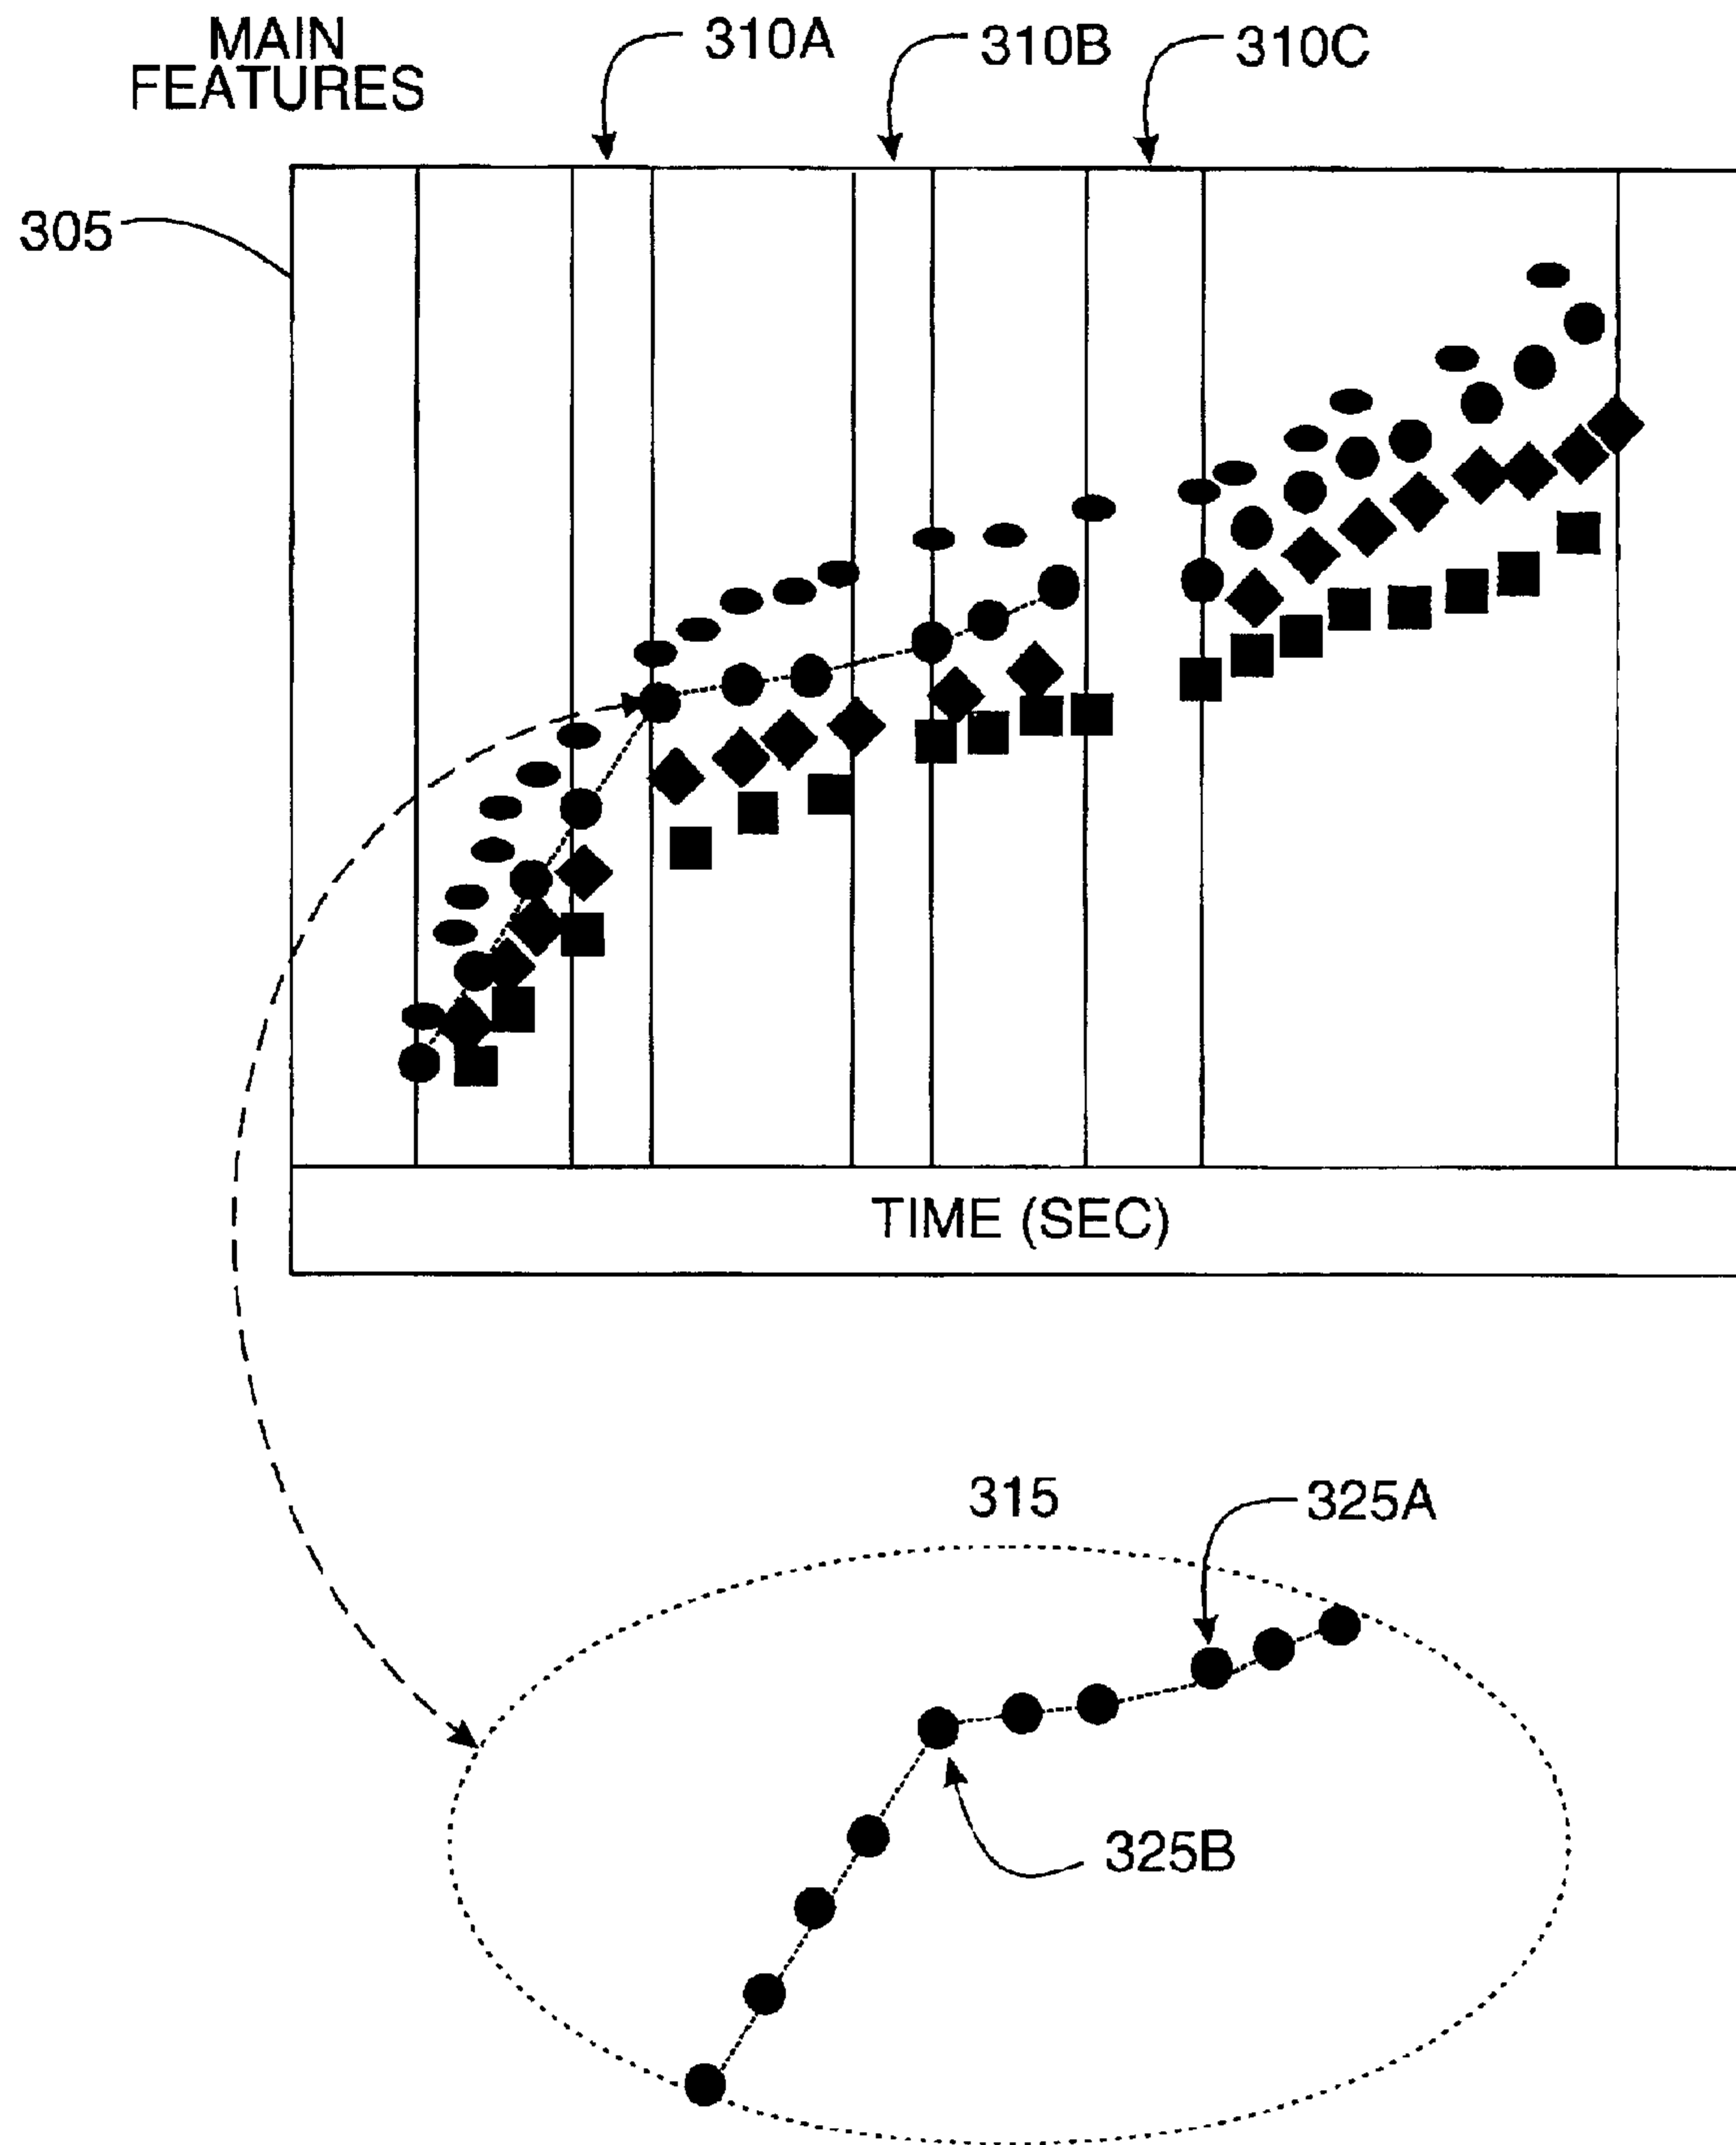 MAIN
FEATURES
310A
310B
310C
305
TIME (SEC)
315
325A
325B